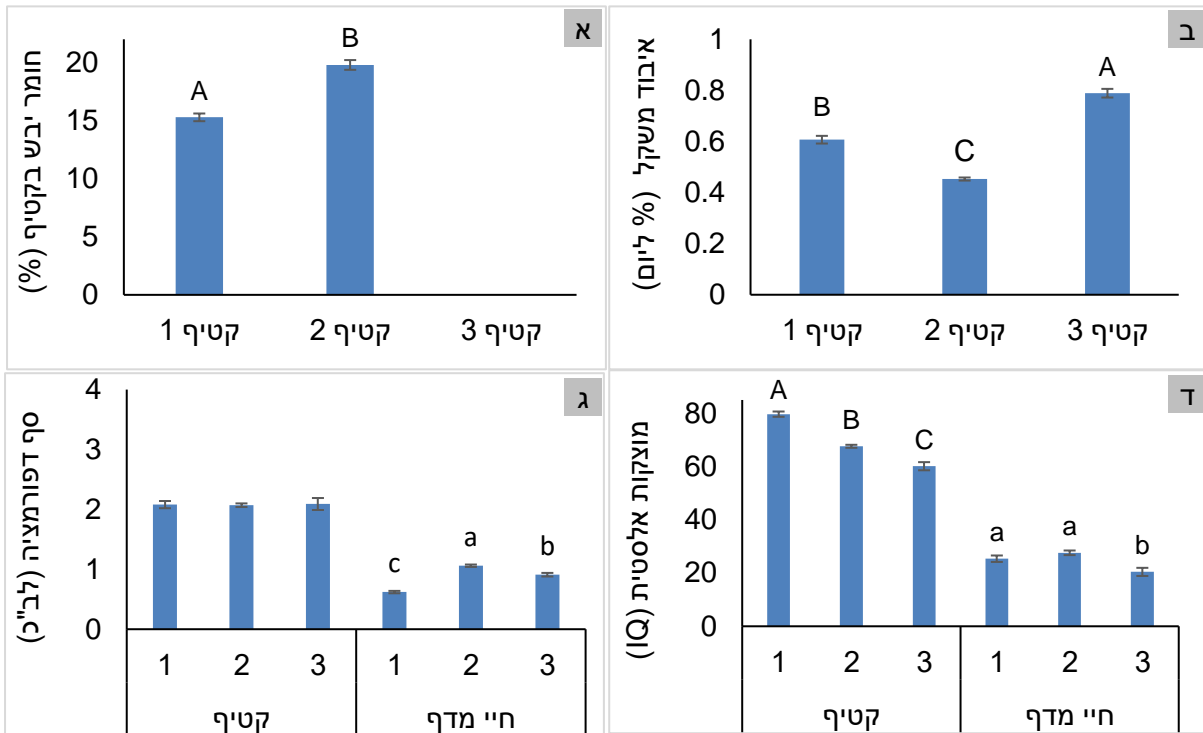 א
חומר יבש בקטיף (%)
20
15
10
5
0
A
B
קטיף 1
קטיף 2
קטיף 3
ב
איבוד משקל (% ליום)
1
0.8
0.6
0.4
0.2
0
B
C
A
קטיף 1
קטיף 2
קטיף 3
ג
סף דפורמציה (לב"כ)
4
3
2
1
0
c
a
b
1 2 3 1 2 3
קטיף
חיי מדף
ד
מוצקות אלסטית (IQ)
80
60
40
20
0
A
B
C
a
a
b
1 2 3 1 2 3
קטיף
חיי מדף